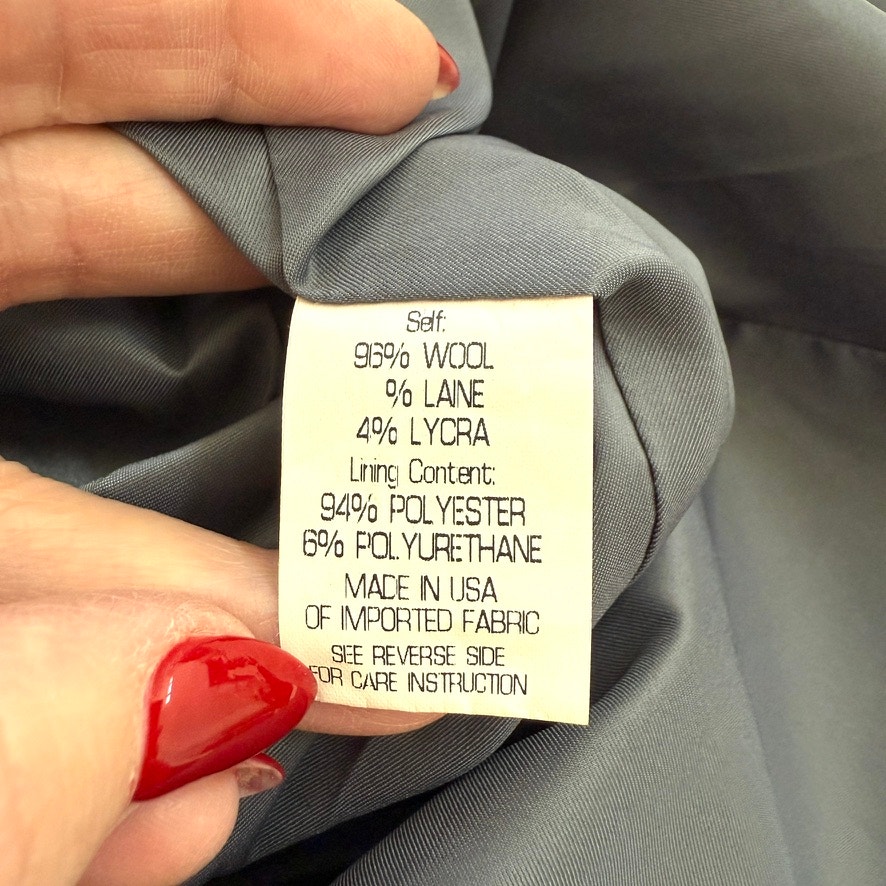 Self:
96% WOOL
% LAINE
4% LYCRA
Lining Content:
94% POLYESTER
6% POLYURETHANE
MADE IN USA
OF IMPORTED FABRIC
SEE REVERSE SIDE
FOR CARE INSTRUCTION